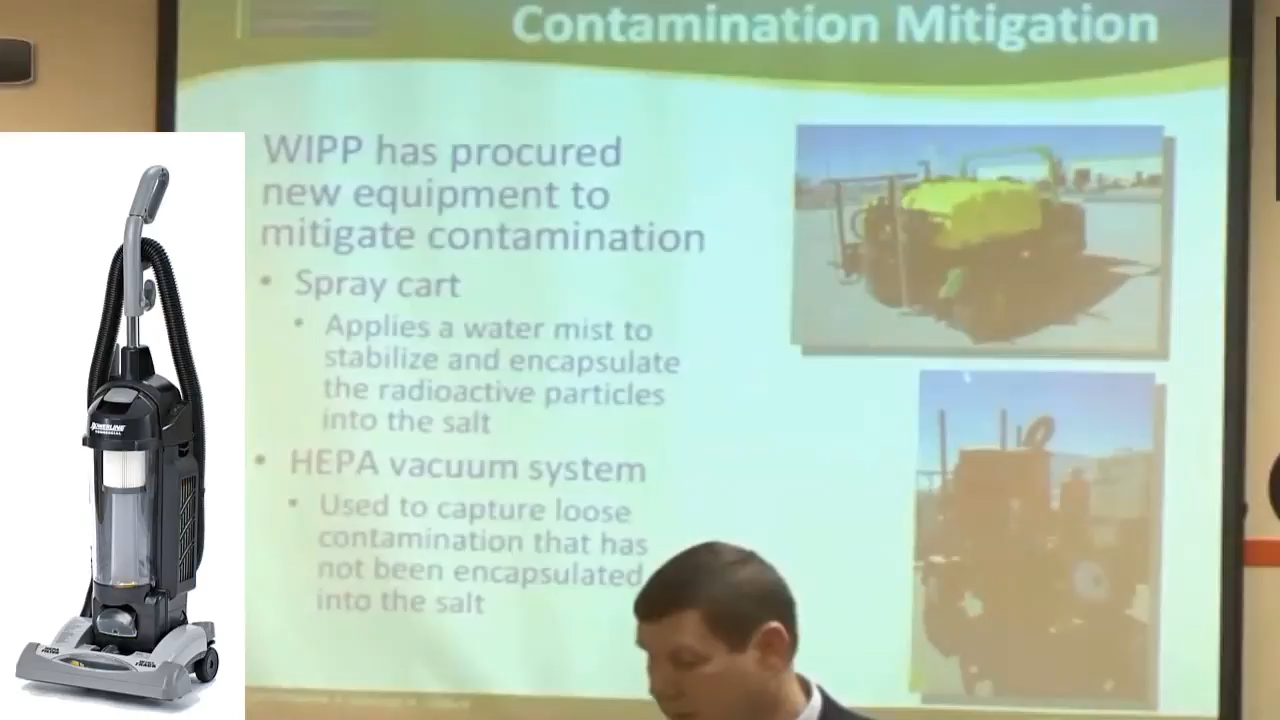 Contamination Mitigation
WIPP has procured
new equipment to
mitigate contamination
• Spray cart
• Applies a water mist to
stabilize and encapsulate
the radioactive particles
into the salt
• HEPA vacuum system
• Used to capture loose
contamination that has
not been encapsulated
into the salt
POWERLINE
COMMERCIAL